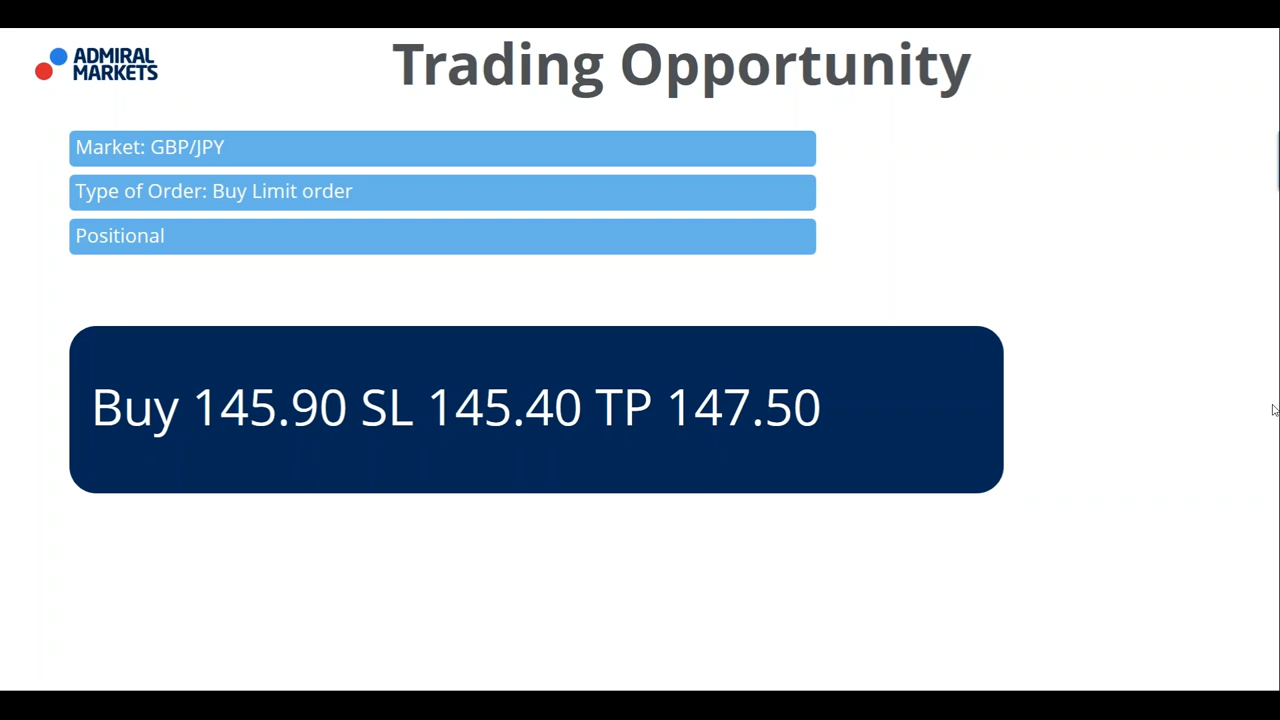 ADMIRAL
MARKETS
Trading Opportunity
Market: GBP/JPY
Type of Order: Buy Limit order
Positional
Buy 145.90 SL 145.40 TP 147.50